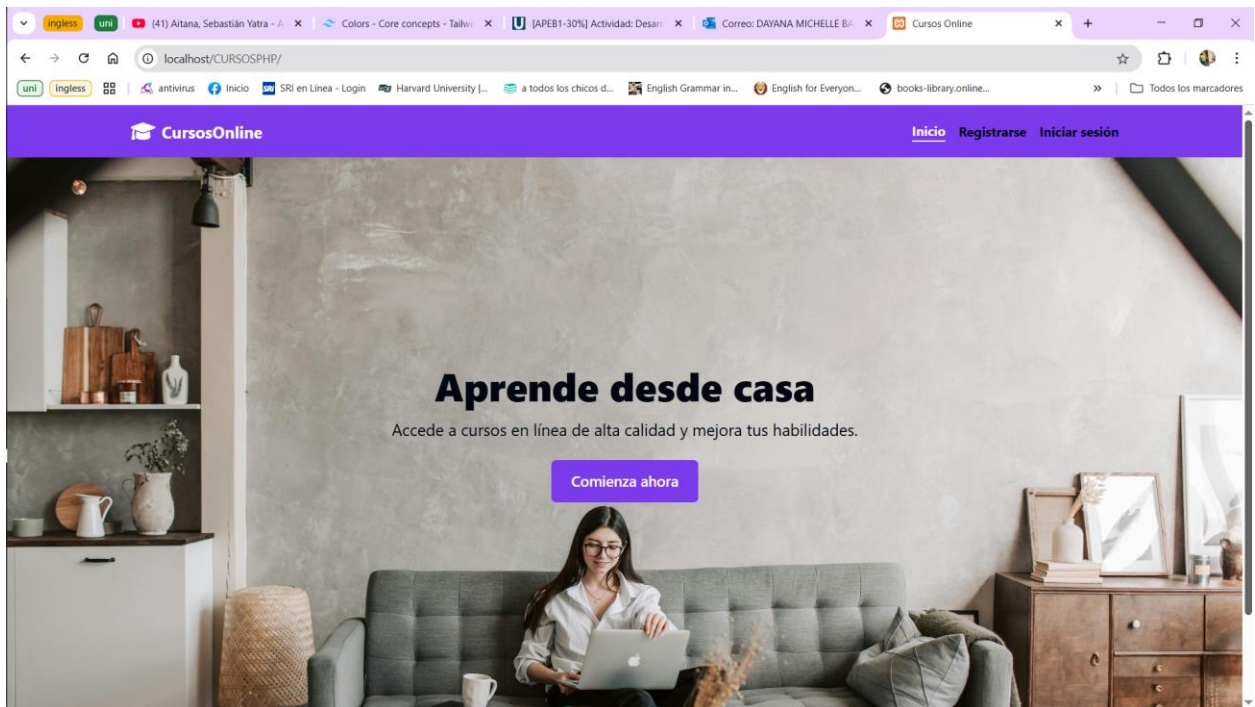 ingless
uni
(41) Aitana, Sebastián Yatra - A
Colors - Core concepts - Tailwi
[APEB1-30%] Actividad: Desarr
Correo: DAYANA MICHELLE BA
Cursos Online
localhost/CURSOSPHP/
uni
ingless
antivirus
Inicio
SRI en Línea - Login
Harvard University |...
a todos los chicos d...
English Grammar in...
English for Everyon...
books-library.online...
»
Todos los marcadores
CursosOnline
Inicio Registrarse Iniciar sesión
Aprende desde casa
Accede a cursos en línea de alta calidad y mejora tus habilidades.
Comienza ahora